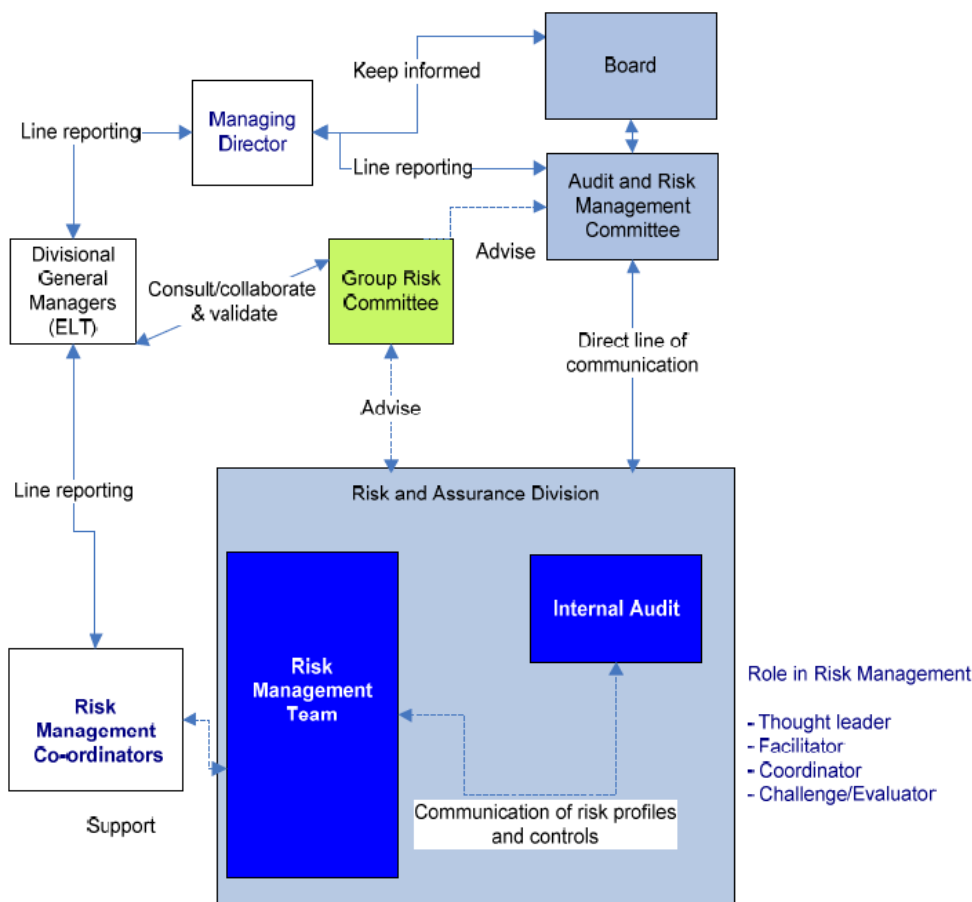 Board
Keep informed
Managing
Director
Line reporting
Line reporting
Audit and Risk
Management
Committee
Divisional
General
Managers
(ELT)
Consult/collaborate
& validate
Group Risk
Committee
Advise
Direct line of
communication
Advise
Line reporting
Risk and Assurance Division
Internal Audit
Risk
Management
Team
Risk
Management
Co-ordinators
Support
Communication of risk profiles
and controls
Role in Risk Management
- Thought leader
- Facilitator
- Coordinator
- Challenge/Evaluator